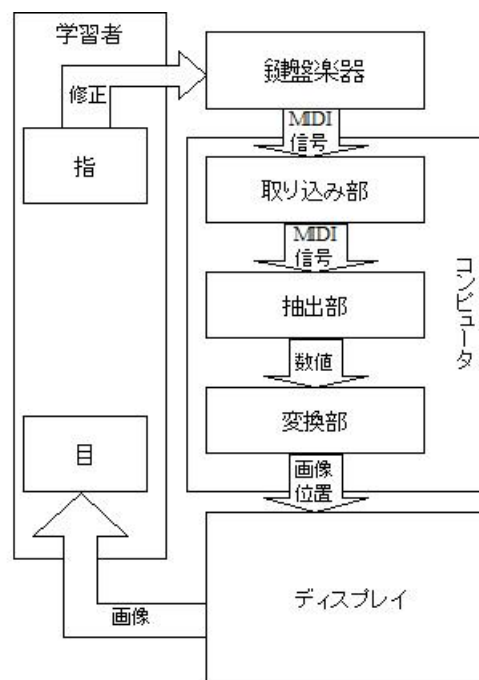 学習者
修正
指
目
鍵盤楽器
MIDI
信号
取り込み部
MIDI
信号
抽出部
数値
変換部
画像
位置
コンピュータ
ディスプレイ
画像